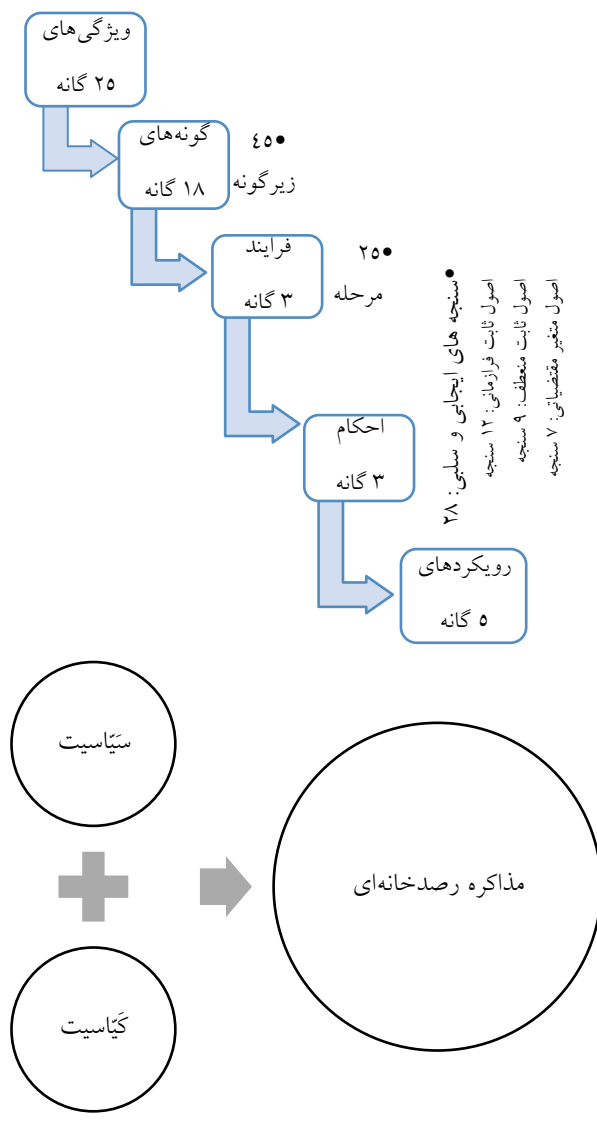 ویژگی‌های
۲۵ گانه
گونه‌های
۱۸ گانه
•٤٥
زیرگونه
فرایند
۳ گانه
•۲۵
مرحله
احکام
۳ گانه
•سنجه های ایجابی و سلبی: ۲۸
اصول ثابت فرازمانی: ۱۲ سنجه
اصول ثابت منعطف: ۹ سنجه
اصول متغیر مقتضیاتی: ۷ سنجه
رویکردهای
٥ گانه
سَیّاسیت
کَیّاسیت
مذاکره رصدخانه‌ای